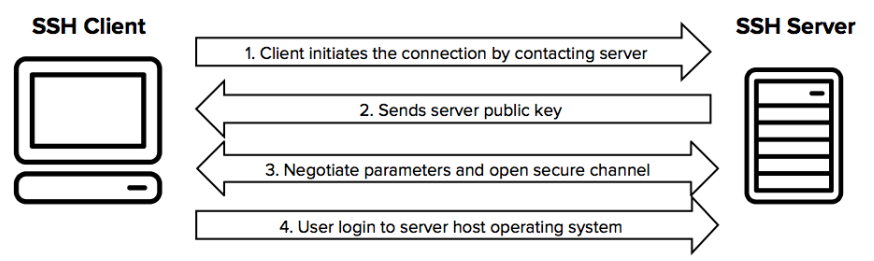 SSH Client
SSH Server
1. Client initiates the connection by contacting server
2. Sends server public key
3. Negotiate parameters and open secure channel
4. User login to server host operating system